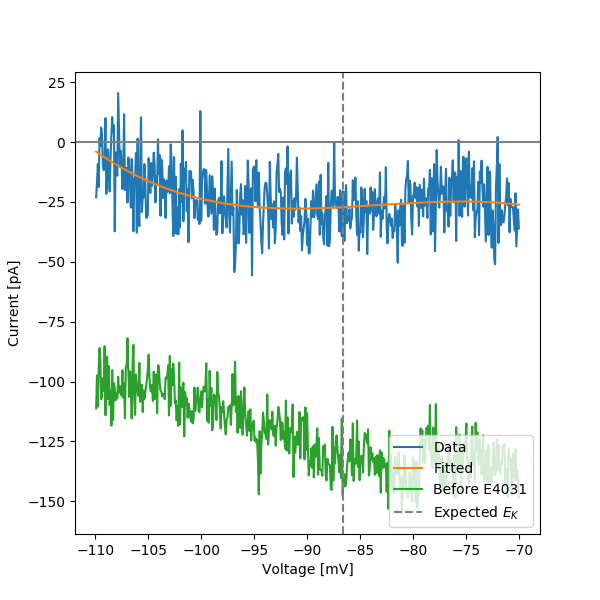 25
0
−25
−50
−75
−100
−125
−150
Current [pA]
Data
Fitted
Before E4031
Expected E_K
−110 −105 −100 −95 −90 −85 −80 −75 −70
Voltage [mV]